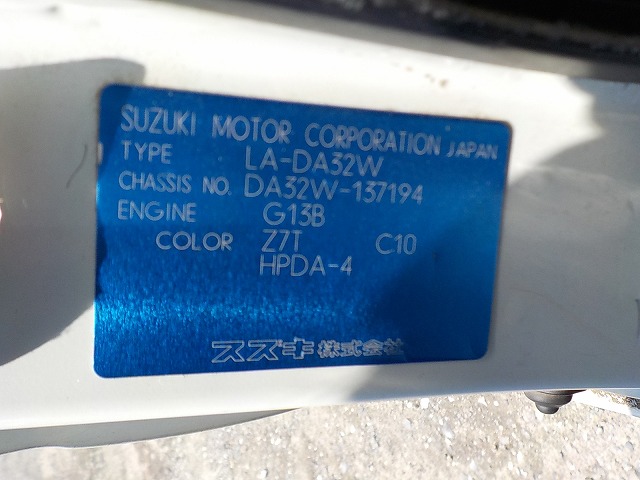 SUZUKI MOTOR CORPORATION JAPAN
TYPE LA-DA32W
CHASSIS NO. DA32W-137194
ENGINE G13B
COLOR Z7T C10
HPDA-4
スズキ株式会社